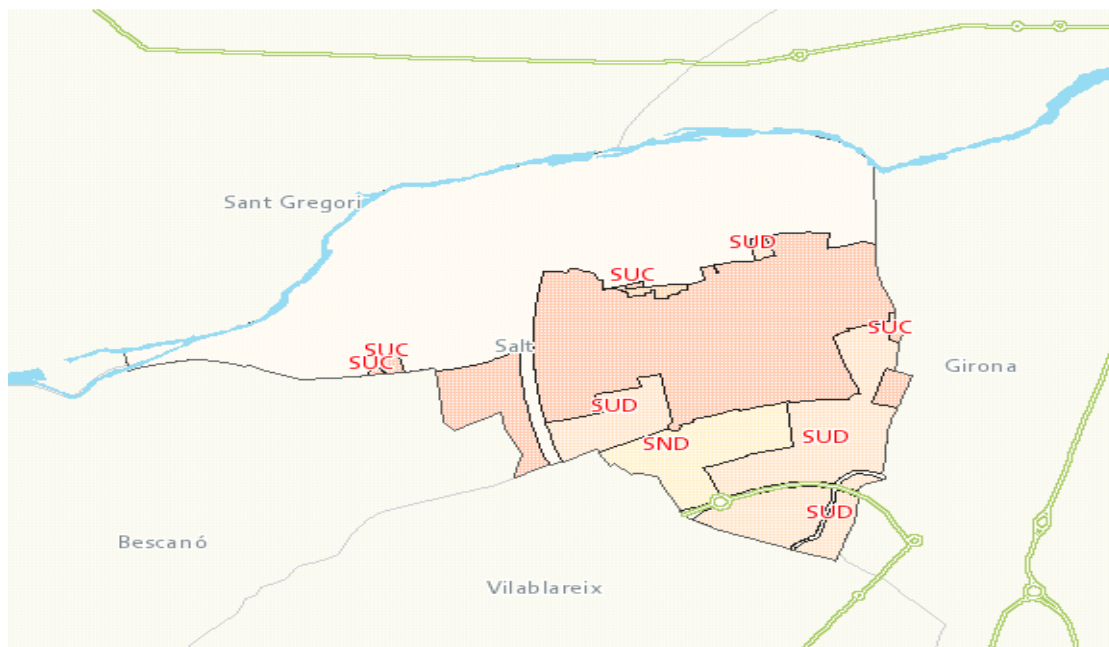 Sant Gregori
SUD
SUC
SUC
Salt
SUC
SUC
Girona
SUD
SUD
SND
SUD
Bescanó
Vilablareix